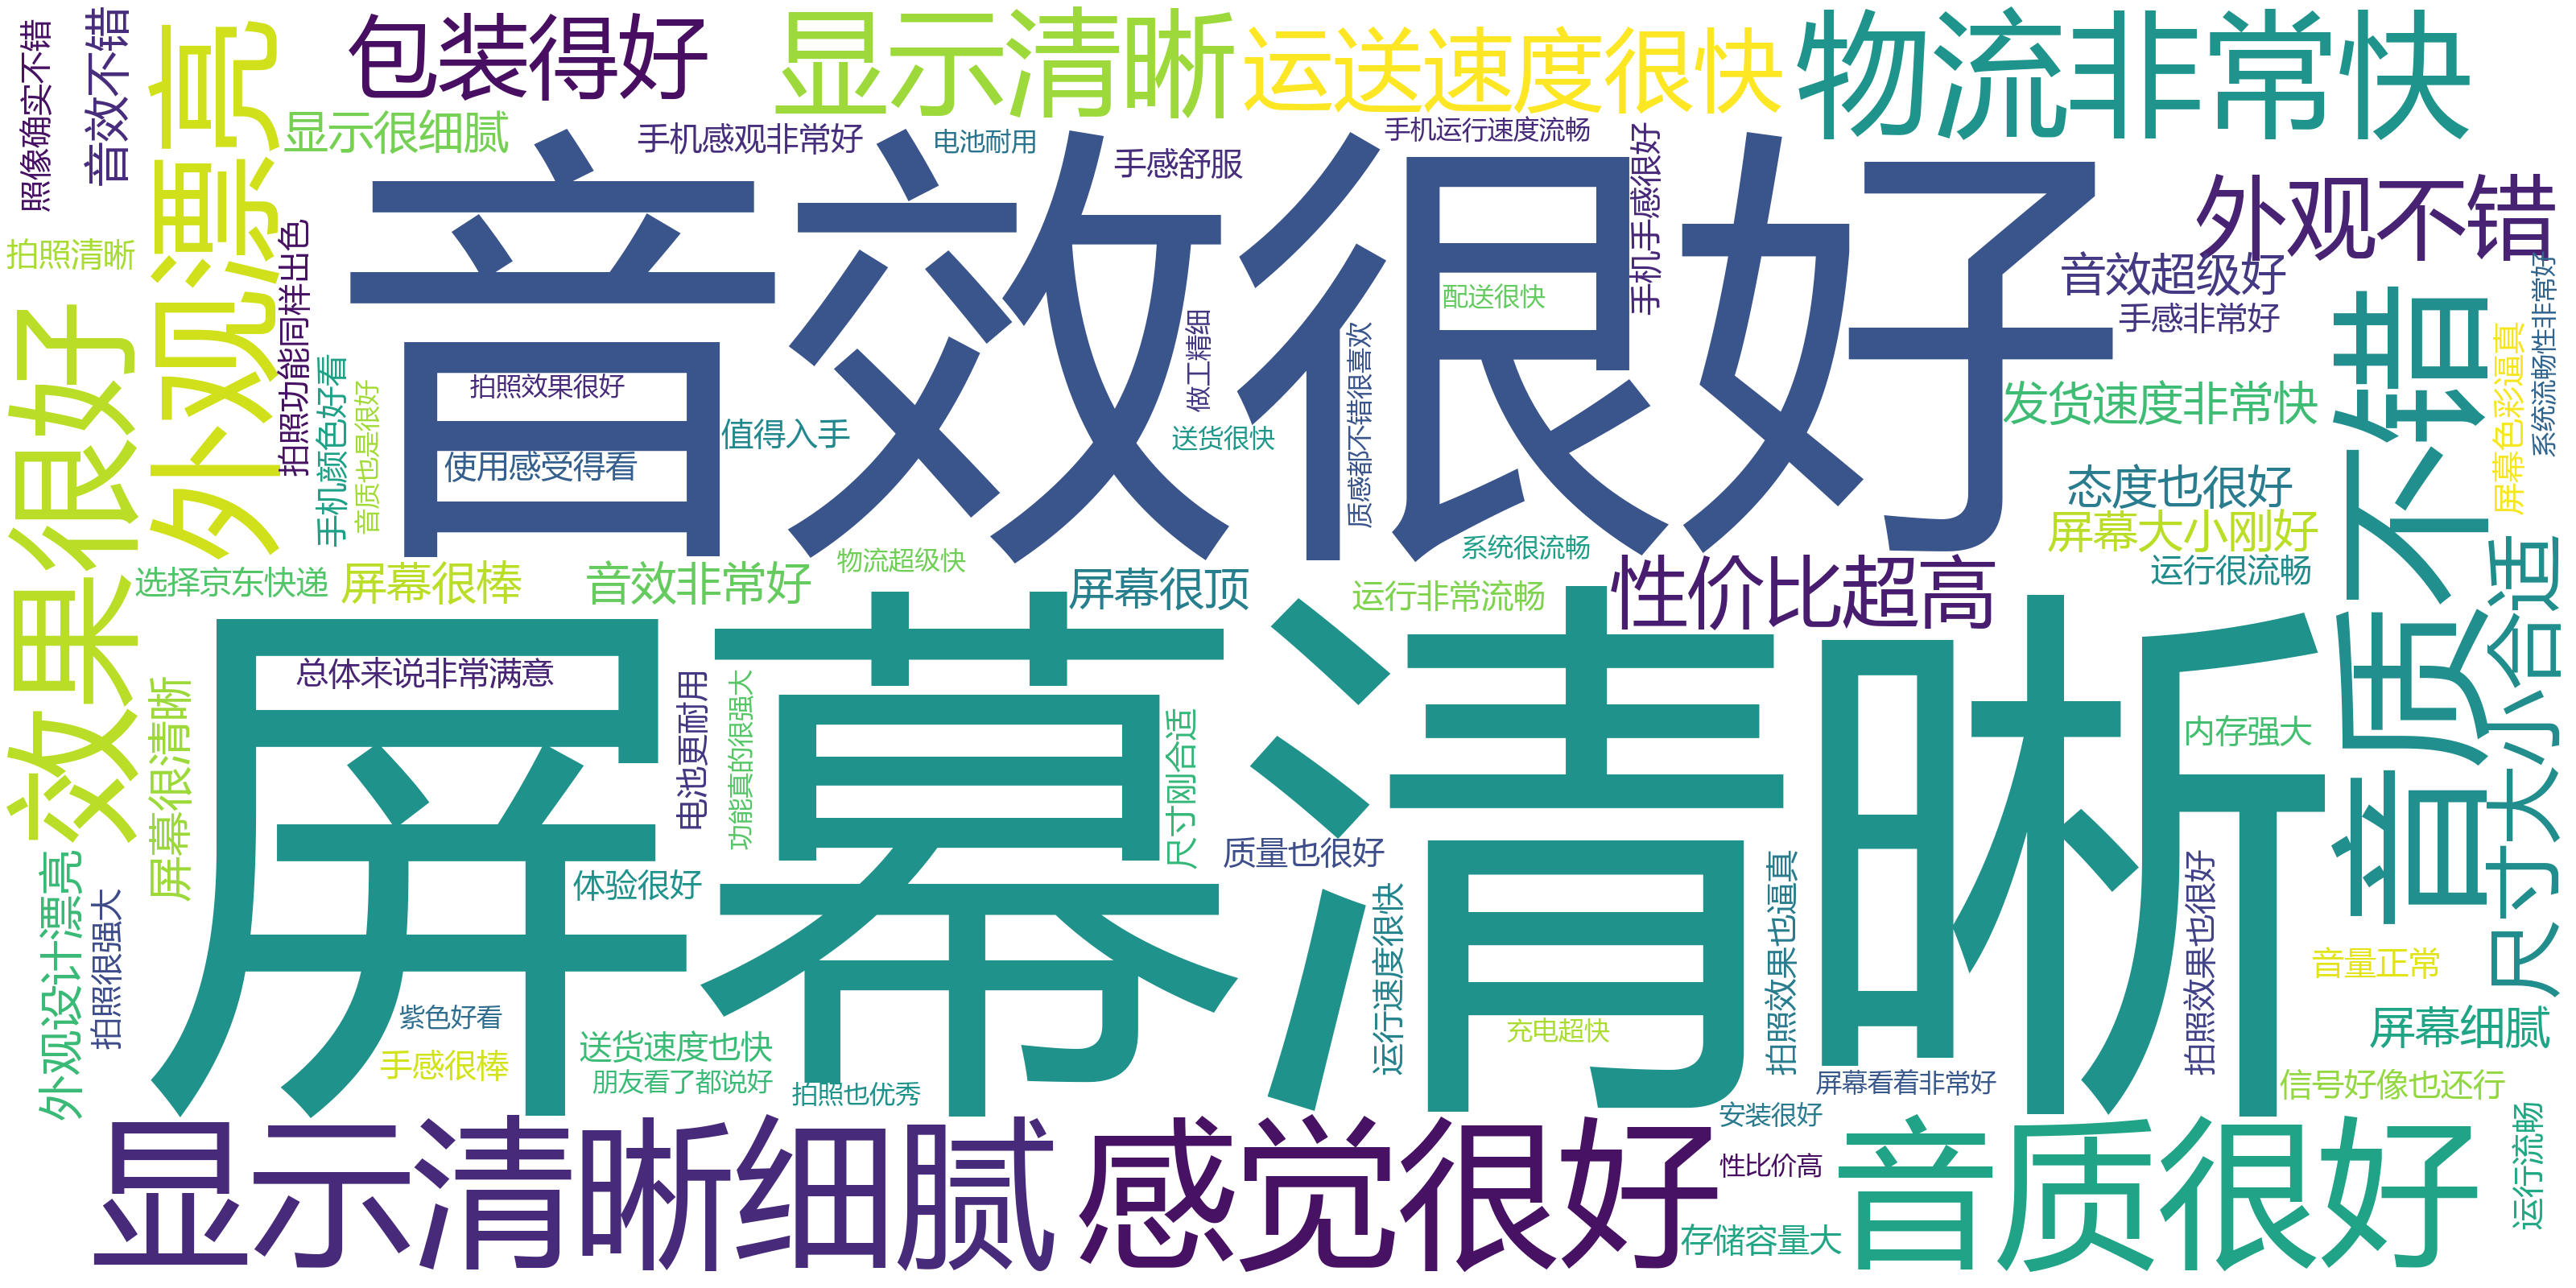 照像确实不错
音效不错
外观漂亮
包装得好
显示清晰
运送速度很快
物流非常快
显示很细腻
手机感观非常好
电池耐用
手感舒服
手机运行速度流畅
手机手感很好
外观不错
拍照清晰
拍照功能同样出色
音效很好
音效超级好
手感非常好
系统流畅性非常好
效果很好
手机颜色好看
音质也是很好
拍照效果很好
使用感受得看
值得入手
做工精细
送货很快
质感都不错很喜欢
配送很快
发货速度非常快
音质不错
屏幕色彩逼真
态度也很好
屏幕大小刚好
运行很流畅
尺寸大小合适
选择京东快递
屏幕很棒
音效非常好
物流超级快
屏幕很顶
系统很流畅
运行非常流畅
性价比超高
屏幕清晰
总体来说非常满意
屏幕很清晰
电池也更耐用
功能真的很强大
尺寸刚合适
质量也很好
内存强大
体验很好
外观设计漂亮
拍照很强大
运行速度很快
拍照效果也逼真
拍照效果也很好
音量正常
紫色好看
手感很棒
送货速度也快
朋友看了都说好
拍照也优秀
充电超快
屏幕看着非常好
屏幕细腻
信号好像也还行
显示清晰细腻
感觉很好
安装很好
性比价高
存储容量大
音质很好
运行流畅